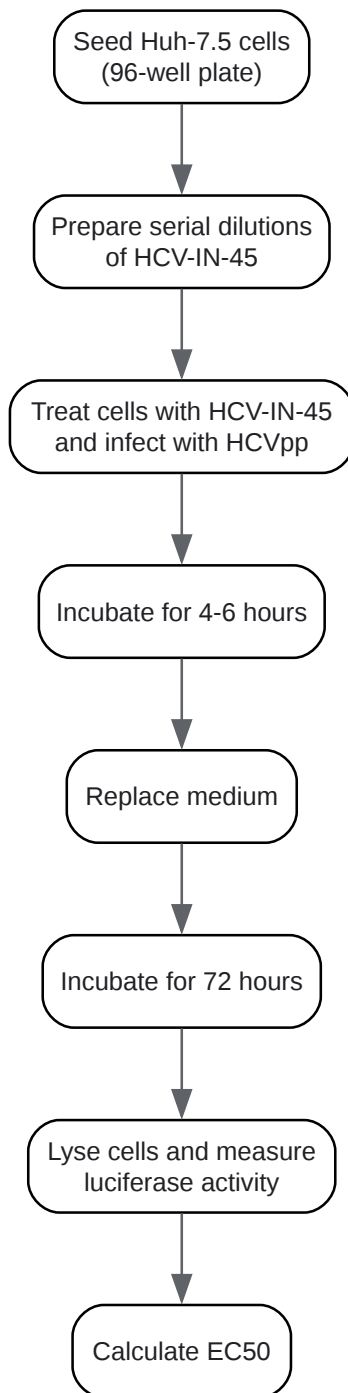 Seed Huh-7.5 cells
(96-well plate)
Prepare serial dilutions
of HCV-IN-45
Treat cells with HCV-IN-45
and infect with HCVpp
Incubate for 4-6 hours
Replace medium
Incubate for 72 hours
Lyse cells and measure
luciferase activity
Calculate EC50